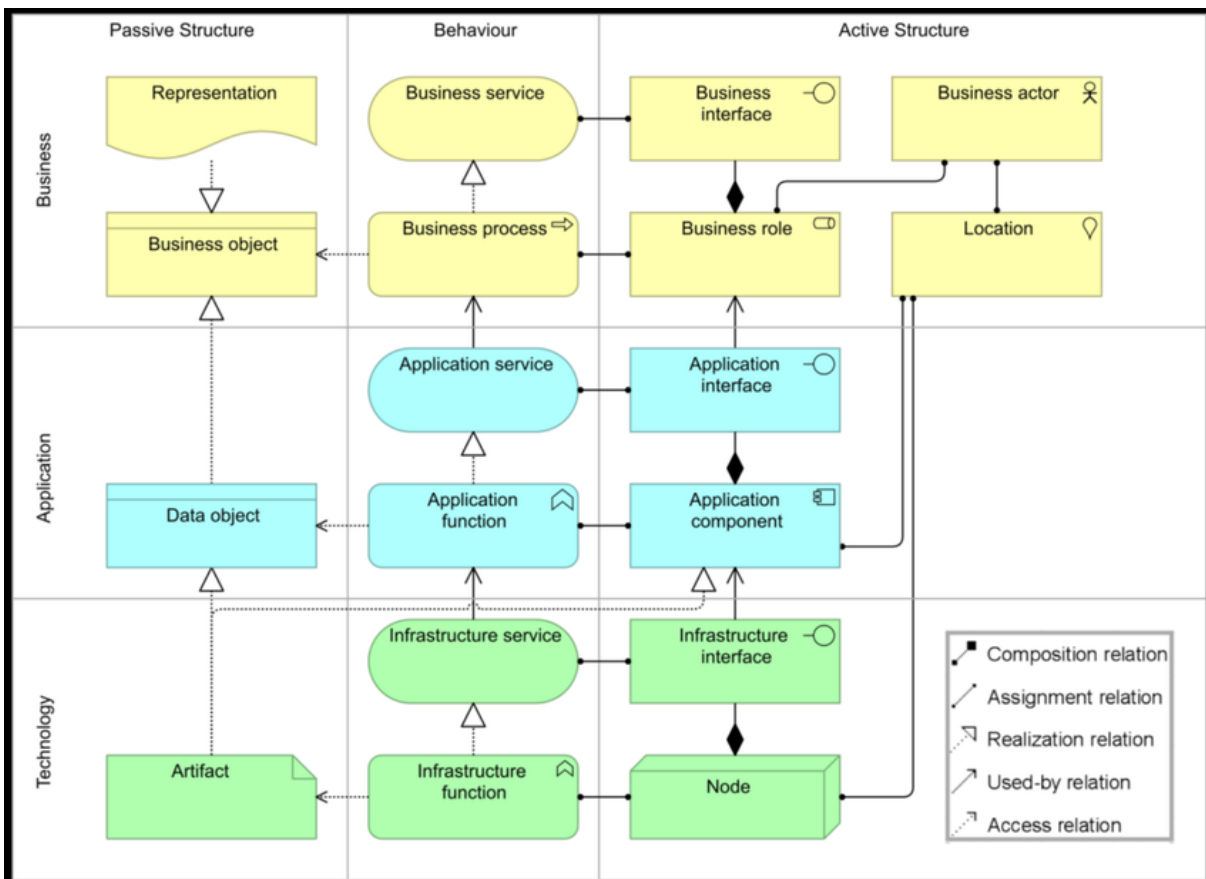 Passive Structure
Behaviour
Active Structure
Business
Representation
Business service
Business
interface
Business actor
Business object
Business process
Business role
Location
Application
Application service
Application
interface
Data object
Application
function
Application
component
Technology
Infrastructure service
Infrastructure
interface
Artifact
Infrastructure
function
Node
Composition relation
Assignment relation
Realization relation
Used-by relation
Access relation